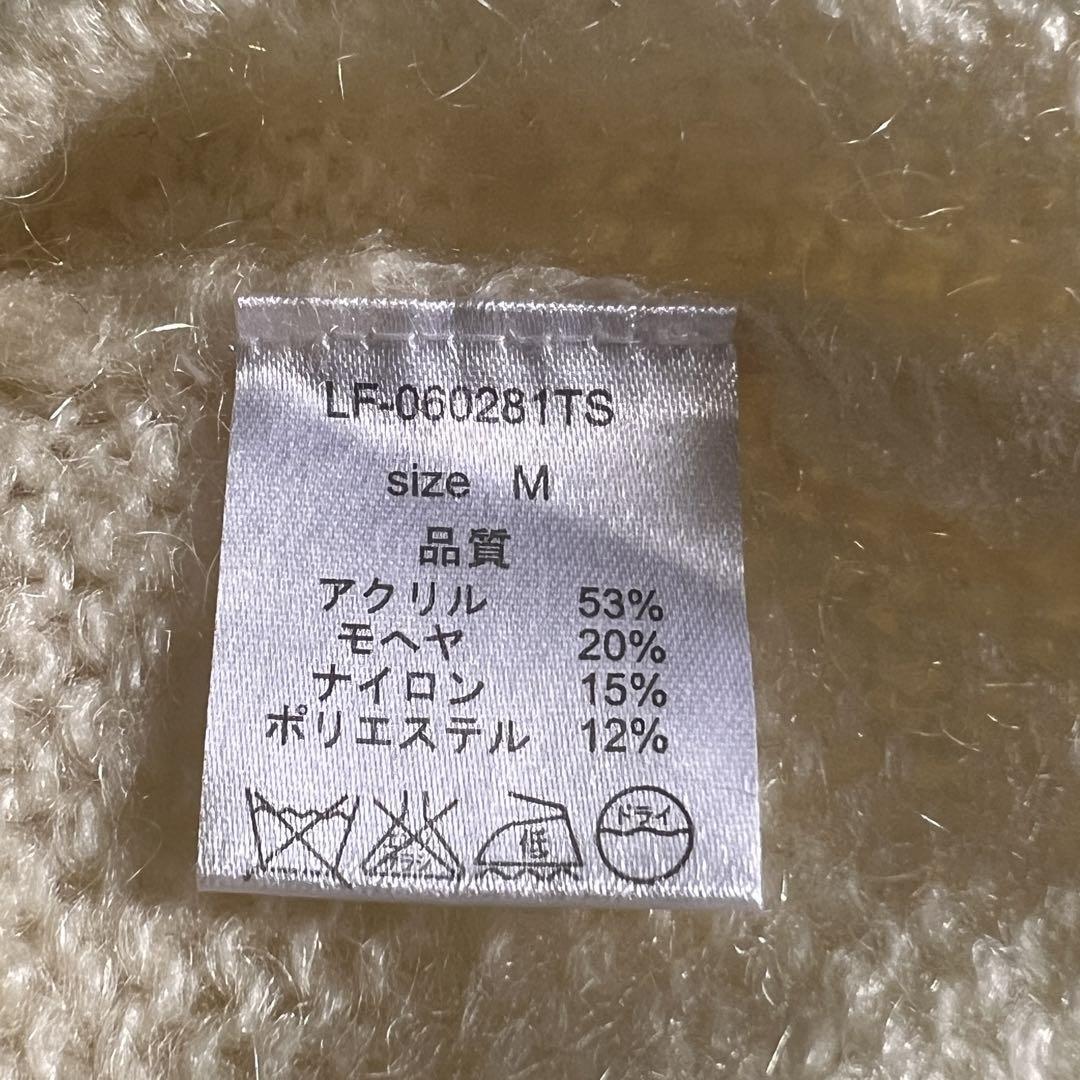 LF-060281TS
size M
品質
アクリル 53%
モヘヤ 20%
ナイロン 15%
ポリエステル 12%
低 ドライ